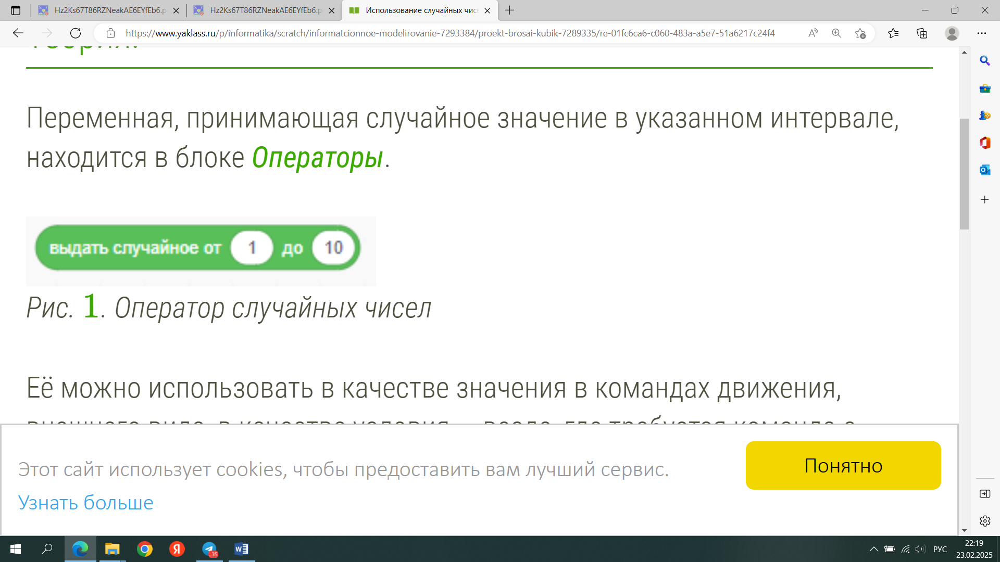 Hz2Ks67T86RZNeakAE6EYfEb6.p
Hz2Ks67T86RZNeakAE6EYfEb6.p
Использование случайных чис
https://www.yaklass.ru/p/informatika/scratch/informatcionnoe-modelirovanie-7293384/proekt-brosai-kubik-7289335/re-01fc6ca6-c060-483a-a5e7-51a6217c24f4
Переменная, принимающая случайное значение в указанном интервале,
находится в блоке Операторы.
выдать случайное от 1 до 10
Рис. 1. Оператор случайных чисел
Её можно использовать в качестве значения в командах движения,
Этот сайт использует cookies, чтобы предоставить вам лучший сервис.
Узнать больше
Понятно
РУС
22:19
23.02.2025